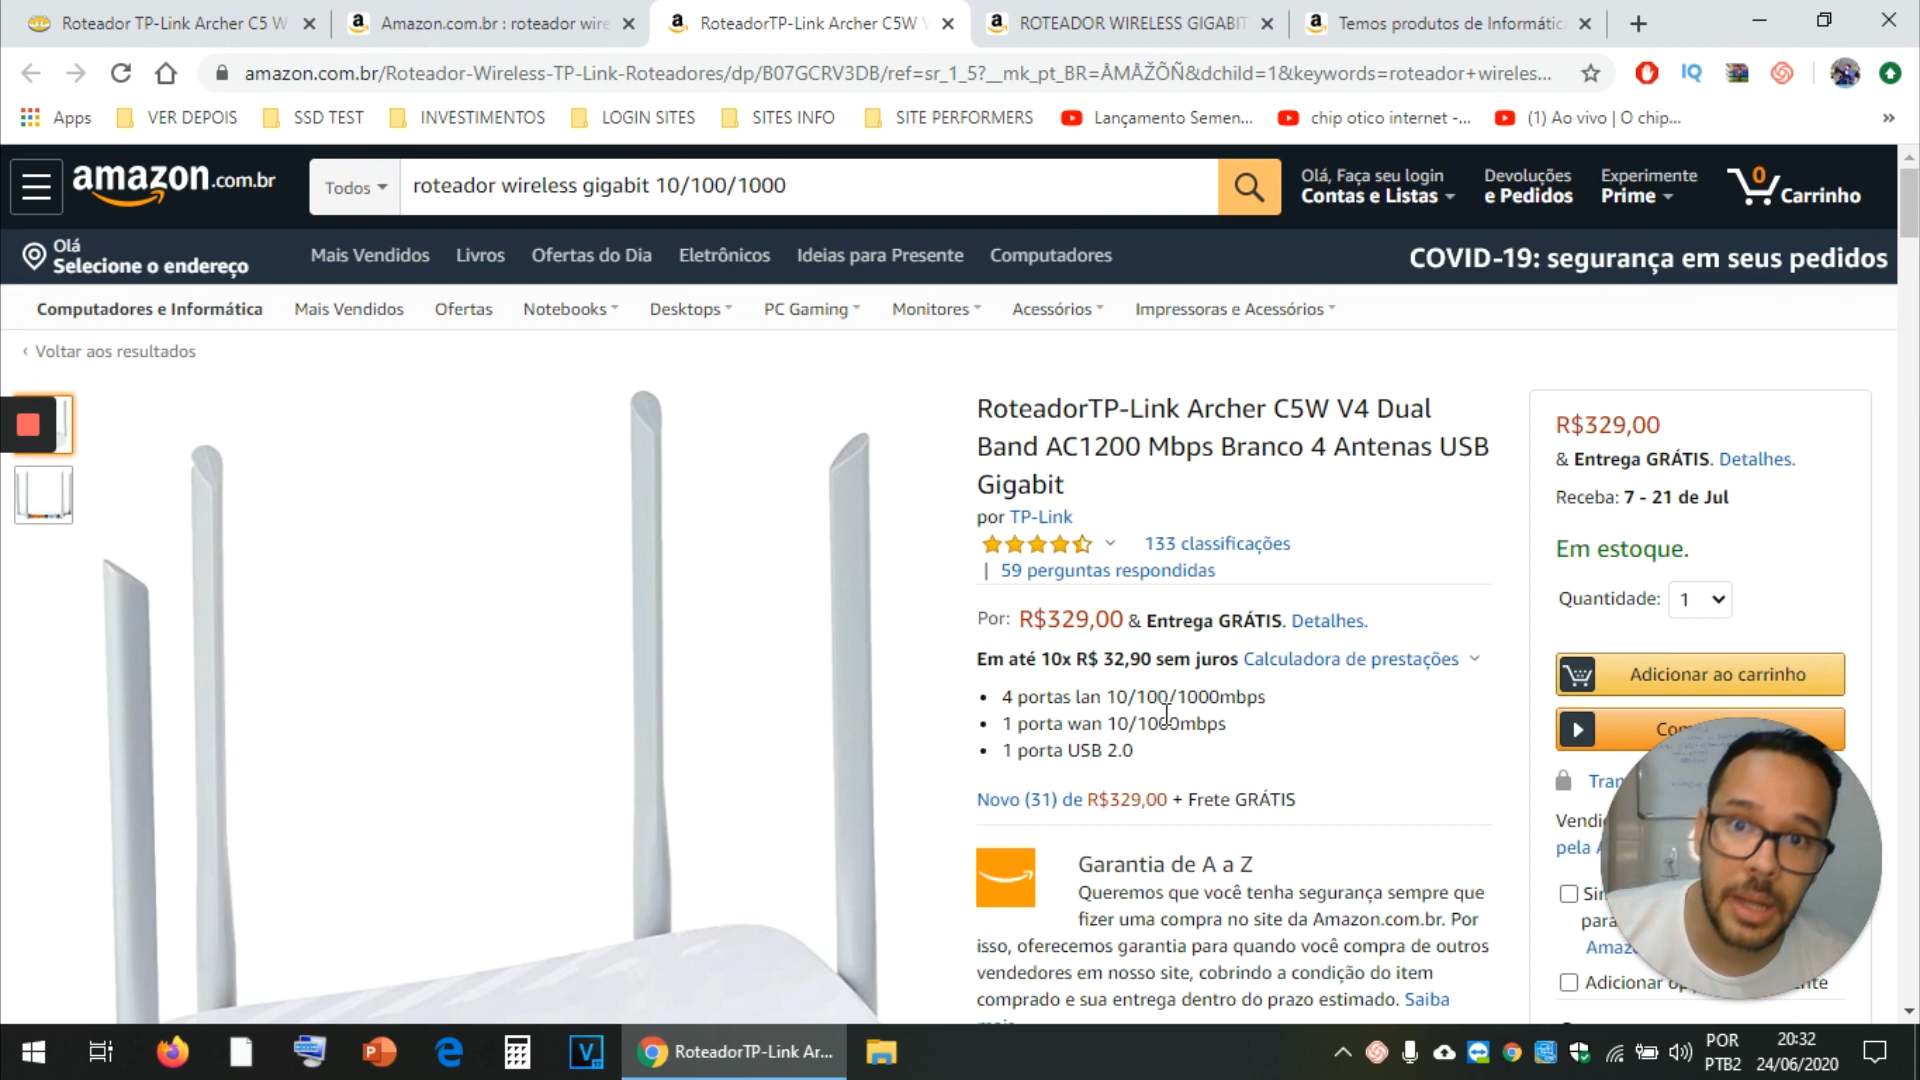 Roteador TP-Link Archer C5 W
Amazon.com.br : roteador wire
RoteadorTP-Link Archer C5W V
ROTEADOR WIRELESS GIGABIT
Temos produtos de Informátic
amazon.com.br/Roteador-Wireless-TP-Link-Roteadores/dp/B07GCRV3DB/ref=sr_1_5?__mk_pt_BR=ÅMÅŽÕÑ&dchild=1&keywords=roteador+wireles...
IQ
Apps
VER DEPOIS
SSD TEST
INVESTIMENTOS
LOGIN SITES
SITES INFO
SITE PERFORMERS
Lançamento Semen...
chip otico internet -...
(1) Ao vivo | O chip...
»
amazon.com.br
Todos
roteador wireless gigabit 10/100/1000
Olá, Faça seu login
Contas e Listas
Devoluções
e Pedidos
Experimente
Prime
0
Carrinho
Olá
Selecione o endereço
Mais Vendidos
Livros
Ofertas do Dia
Eletrônicos
Ideias para Presente
Computadores
COVID-19: segurança em seus pedidos
Computadores e Informática
Mais Vendidos
Ofertas
Notebooks
Desktops
PC Gaming
Monitores
Acessórios
Impressoras e Acessórios
‹ Voltar aos resultados
RoteadorTP-Link Archer C5W V4 Dual
Band AC1200 Mbps Branco 4 Antenas USB
Gigabit
por TP-Link
133 classificações
| 59 perguntas respondidas
Por: R$329,00 & Entrega GRÁTIS. Detalhes.
Em até 10x R$ 32,90 sem juros Calculadora de prestações
• 4 portas lan 10/100/1000mbps
• 1 porta wan 10/1000mbps
• 1 porta USB 2.0
Novo (31) de R$329,00 + Frete GRÁTIS
Garantia de A a Z
Queremos que você tenha segurança sempre que
fizer uma compra no site da Amazon.com.br. Por
isso, oferecemos garantia para quando você compra de outros
vendedores em nosso site, cobrindo a condição do item
comprado e sua entrega dentro do prazo estimado. Saiba
R$329,00
& Entrega GRÁTIS. Detalhes.
Receba: 7 - 21 de Jul
Em estoque.
Quantidade: 1
Adicionar ao carrinho
Com
Tran
Vendi
pela A
Sim
para
Amaz
Adicionar op nte
RoteadorTP-Link Ar...
POR
PTB2
20:32
24/06/2020